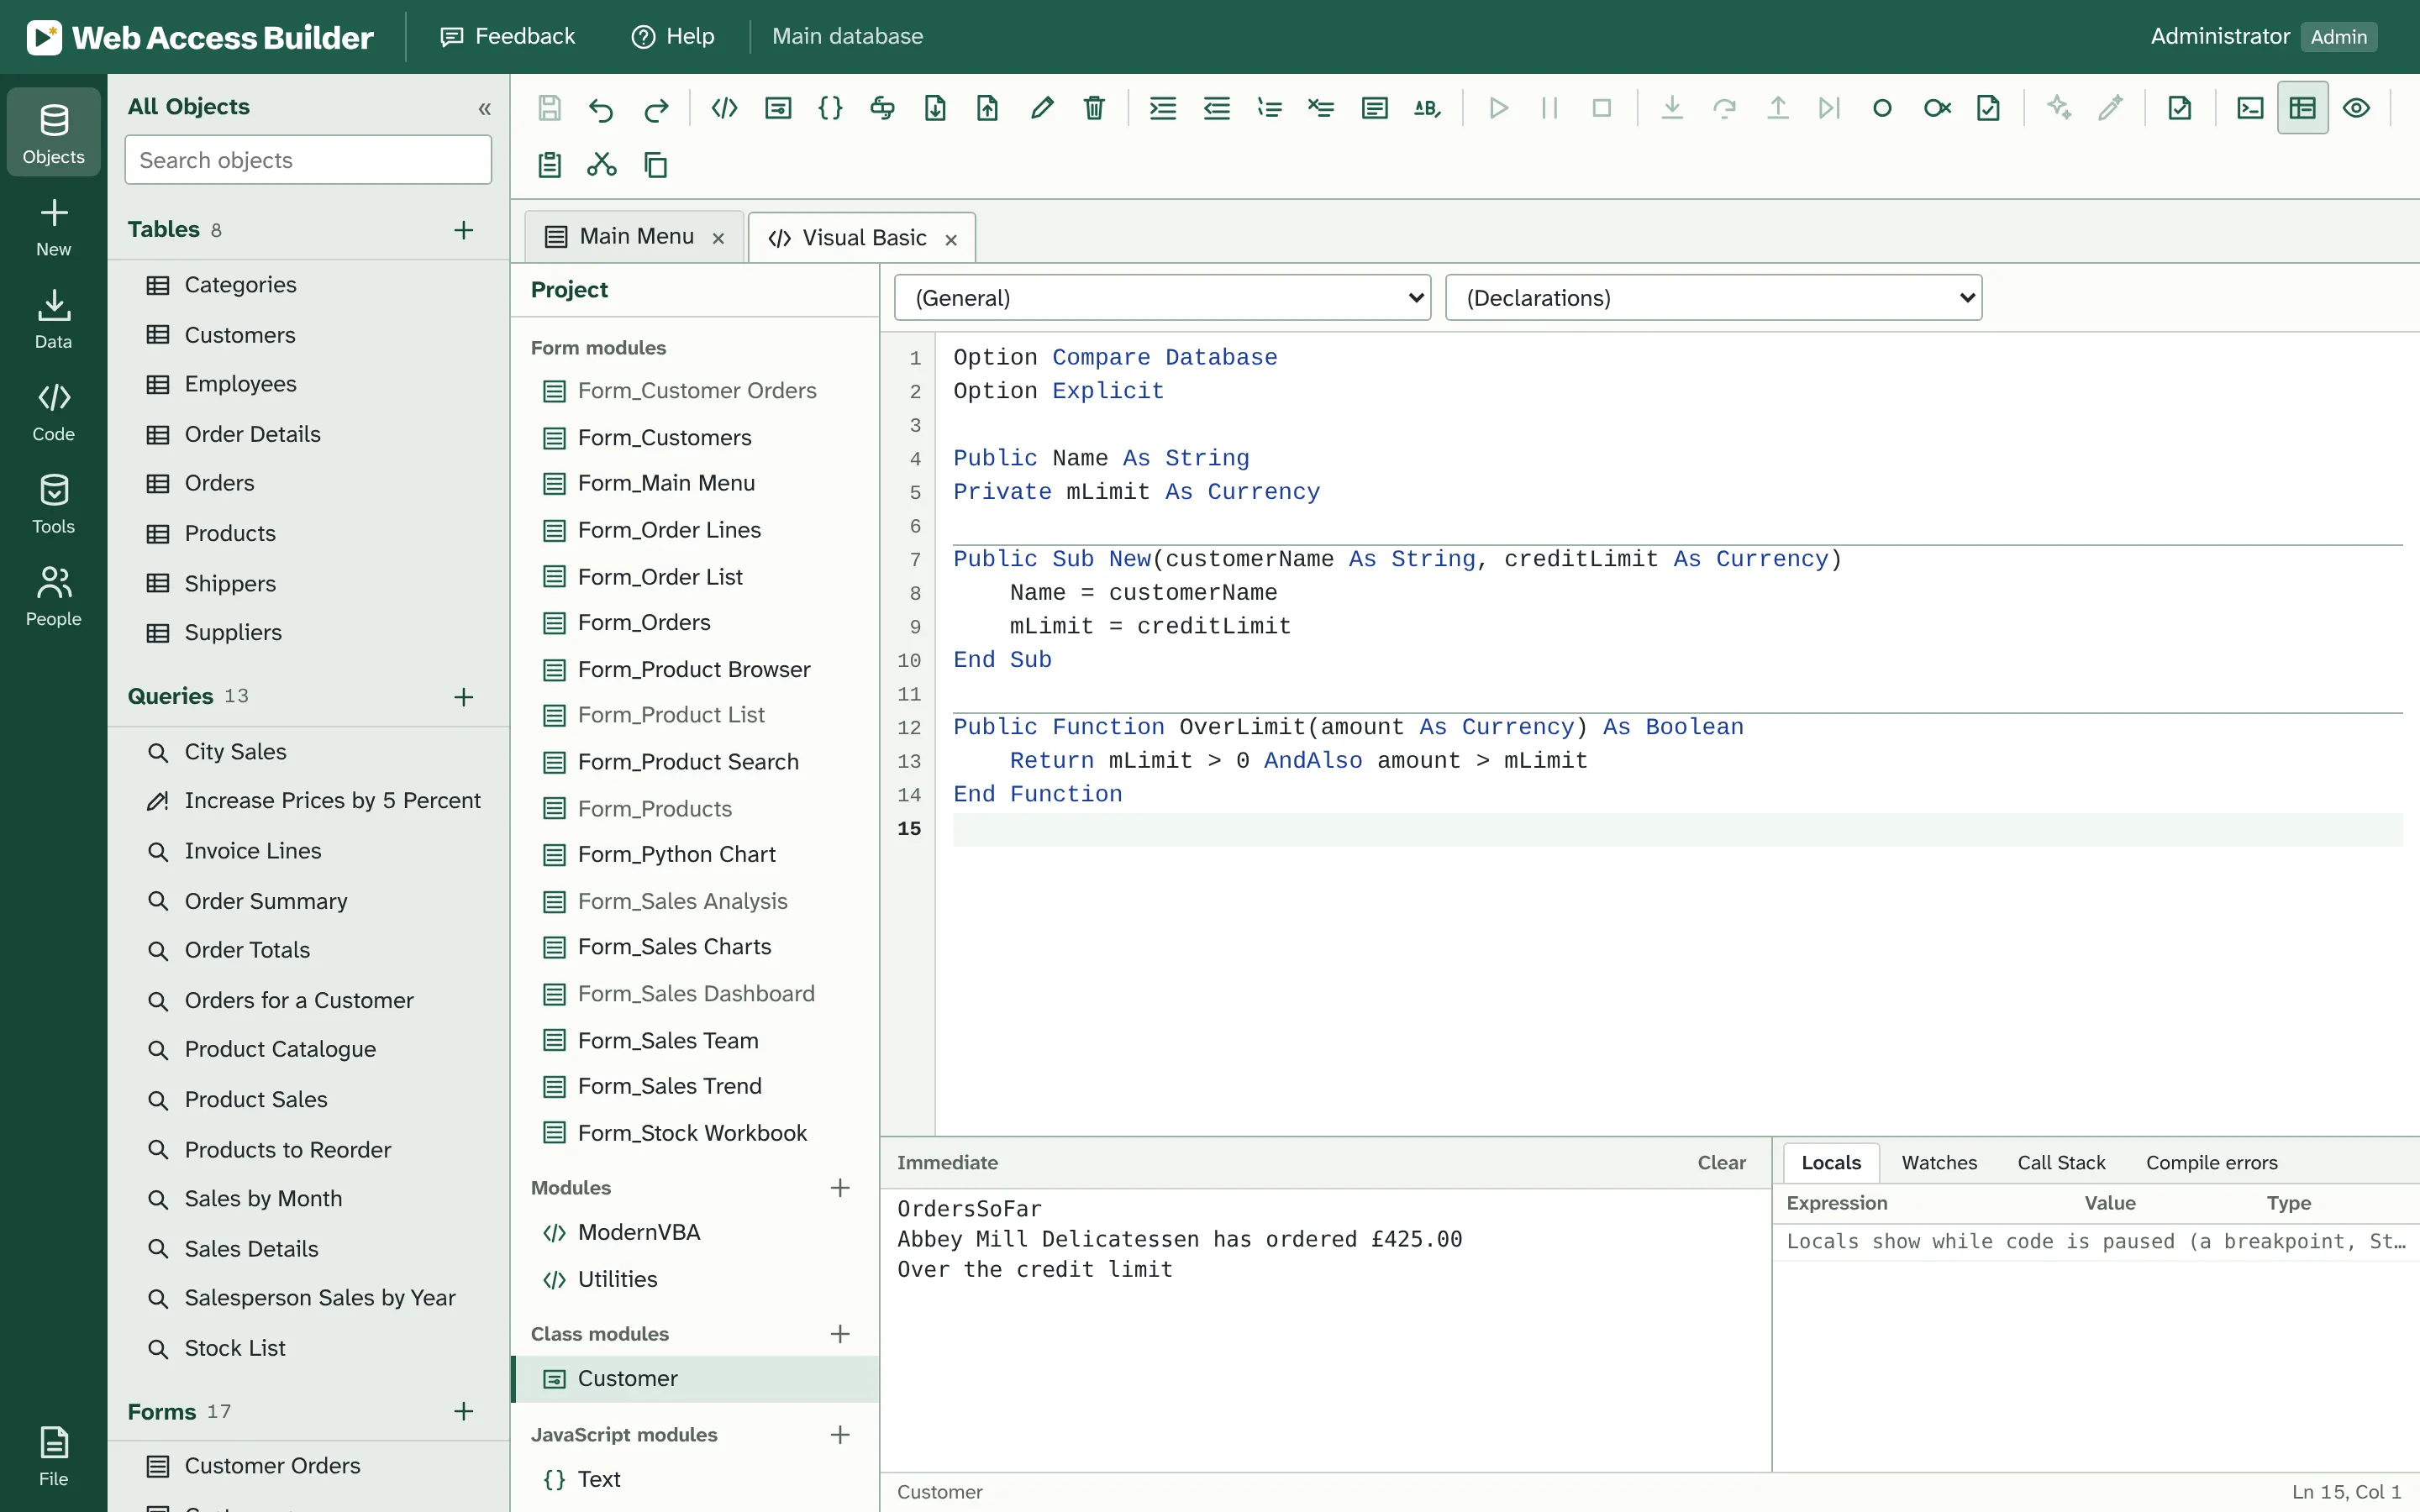 Web Access Builder
Feedback
Help
Main database
Administrator
Admin
Objects
New
Data
Code
Tools
People
File
All Objects
«
Search objects
Tables 8
Categories
Customers
Employees
Order Details
Orders
Products
Shippers
Suppliers
Queries 13
City Sales
Increase Prices by 5 Percent
Invoice Lines
Order Summary
Order Totals
Orders for a Customer
Product Catalogue
Product Sales
Products to Reorder
Sales by Month
Sales Details
Salesperson Sales by Year
Stock List
Forms 17
Customer Orders
Main Menu
Visual Basic
Project
Form modules
Form_Customer Orders
Form_Customers
Form_Main Menu
Form_Order Lines
Form_Order List
Form_Orders
Form_Product Browser
Form_Product List
Form_Product Search
Form_Products
Form_Python Chart
Form_Sales Analysis
Form_Sales Charts
Form_Sales Dashboard
Form_Sales Team
Form_Sales Trend
Form_Stock Workbook
Modules
ModernVBA
Utilities
Class modules
Customer
JavaScript modules
Text
(General)
(Declarations)
1 Option Compare Database
2 Option Explicit
3
4 Public Name As String
5 Private mLimit As Currency
6
7 Public Sub New(customerName As String, creditLimit As Currency)
8 Name = customerName
9 mLimit = creditLimit
10 End Sub
11
12 Public Function OverLimit(amount As Currency) As Boolean
13 Return mLimit > 0 AndAlso amount > mLimit
14 End Function
15
Immediate
Clear
OrdersSoFar
Abbey Mill Delicatessen has ordered £425.00
Over the credit limit
Locals
Watches
Call Stack
Compile errors
Expression
Value
Type
Locals show while code is paused (a breakpoint, St…
Customer
Ln 15, Col 1